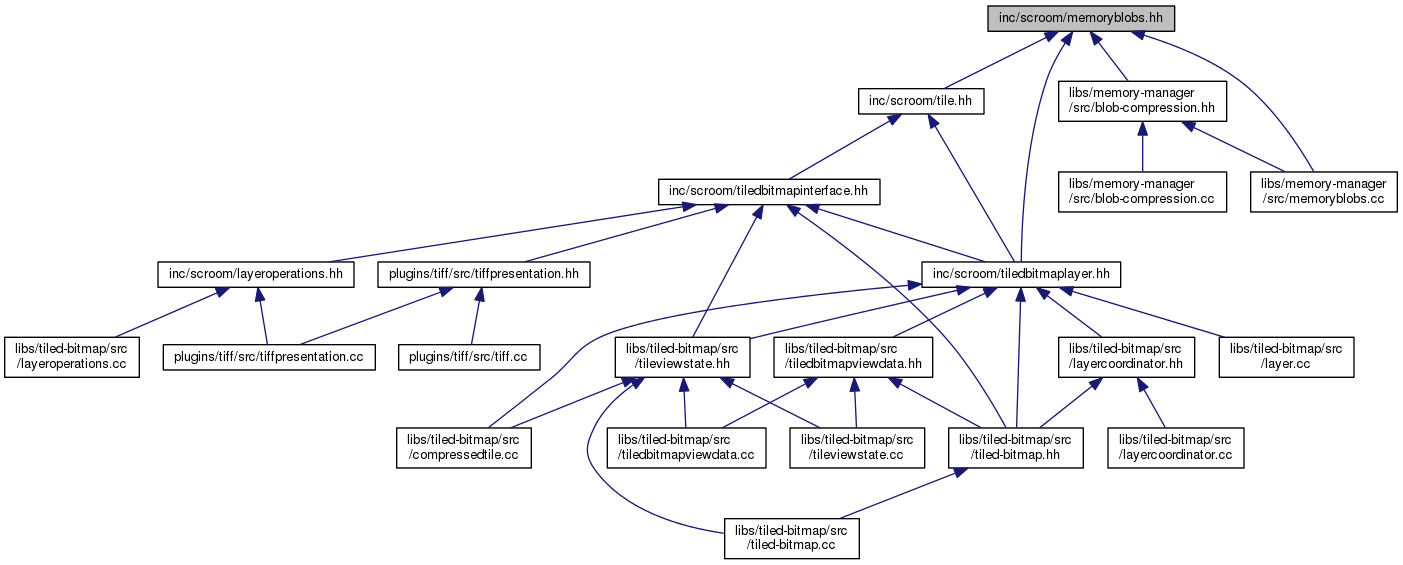 inc/scroom/memoryblobs.hh
inc/scroom/tile.hh
libs/memory-manager
/src/blob-compression.hh
inc/scroom/tiledbitmapinterface.hh
libs/memory-manager
/src/blob-compression.cc
libs/memory-manager
/src/memoryblobs.cc
inc/scroom/layeroperations.hh
plugins/tiff/src/tiffpresentation.hh
inc/scroom/tiledbitmaplayer.hh
libs/tiled-bitmap/src
/layeroperations.cc
plugins/tiff/src/tiffpresentation.cc
plugins/tiff/src/tiff.cc
libs/tiled-bitmap/src
/tileviewstate.hh
libs/tiled-bitmap/src
/tiledbitmapviewdata.hh
libs/tiled-bitmap/src
/layercoordinator.hh
libs/tiled-bitmap/src
/layer.cc
libs/tiled-bitmap/src
/compressedtile.cc
libs/tiled-bitmap/src
/tiledbitmapviewdata.cc
libs/tiled-bitmap/src
/tileviewstate.cc
libs/tiled-bitmap/src
/tiled-bitmap.hh
libs/tiled-bitmap/src
/layercoordinator.cc
libs/tiled-bitmap/src
/tiled-bitmap.cc